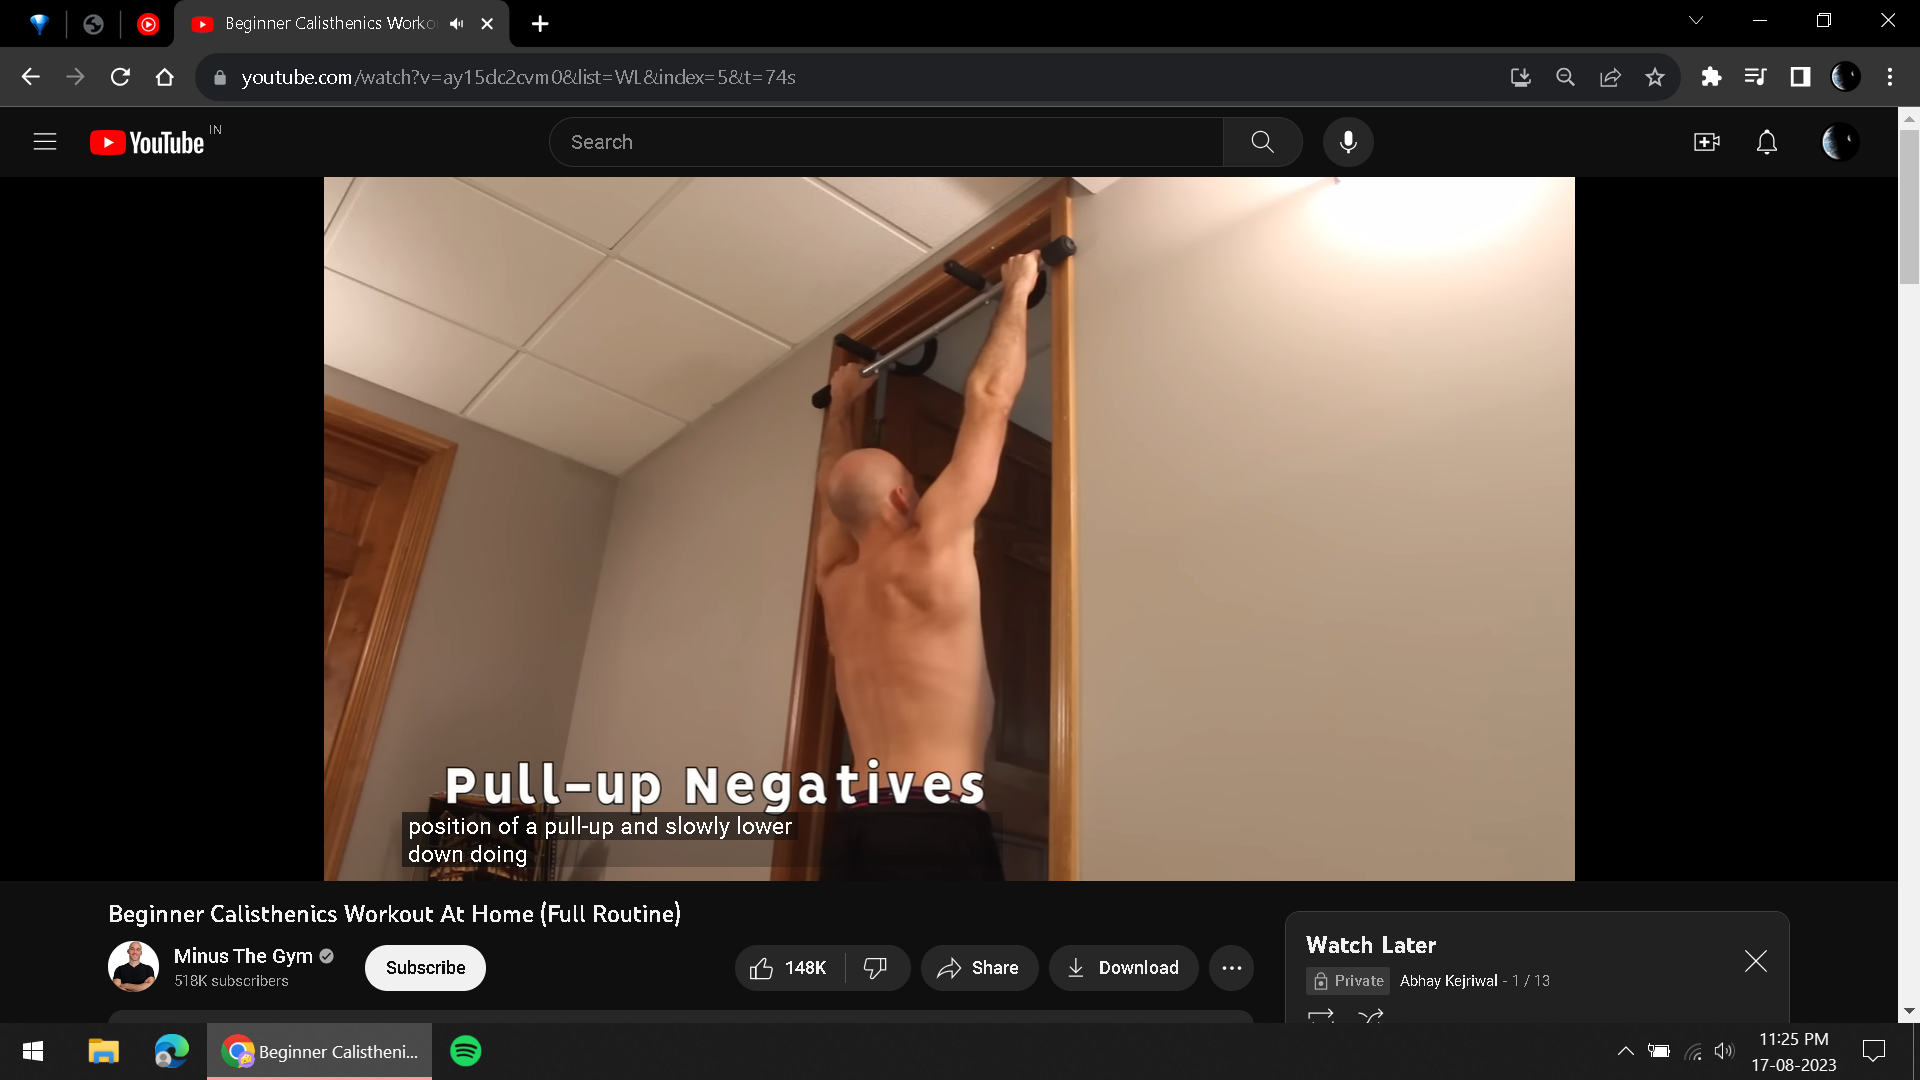 Beginner Calisthenics Worko
youtube.com/watch?v=ay15dc2cvm0&list=WL&index=5&t=74s
YouTube IN
Search
Pull-up Negatives
position of a pull-up and slowly lower
down doing
Beginner Calisthenics Workout At Home (Full Routine)
Minus The Gym
518K subscribers
Subscribe
148K
Share
Download
Watch Later
Private Abhay Kejriwal - 1 / 13
Beginner Calistheni...
11:25 PM
17-08-2023